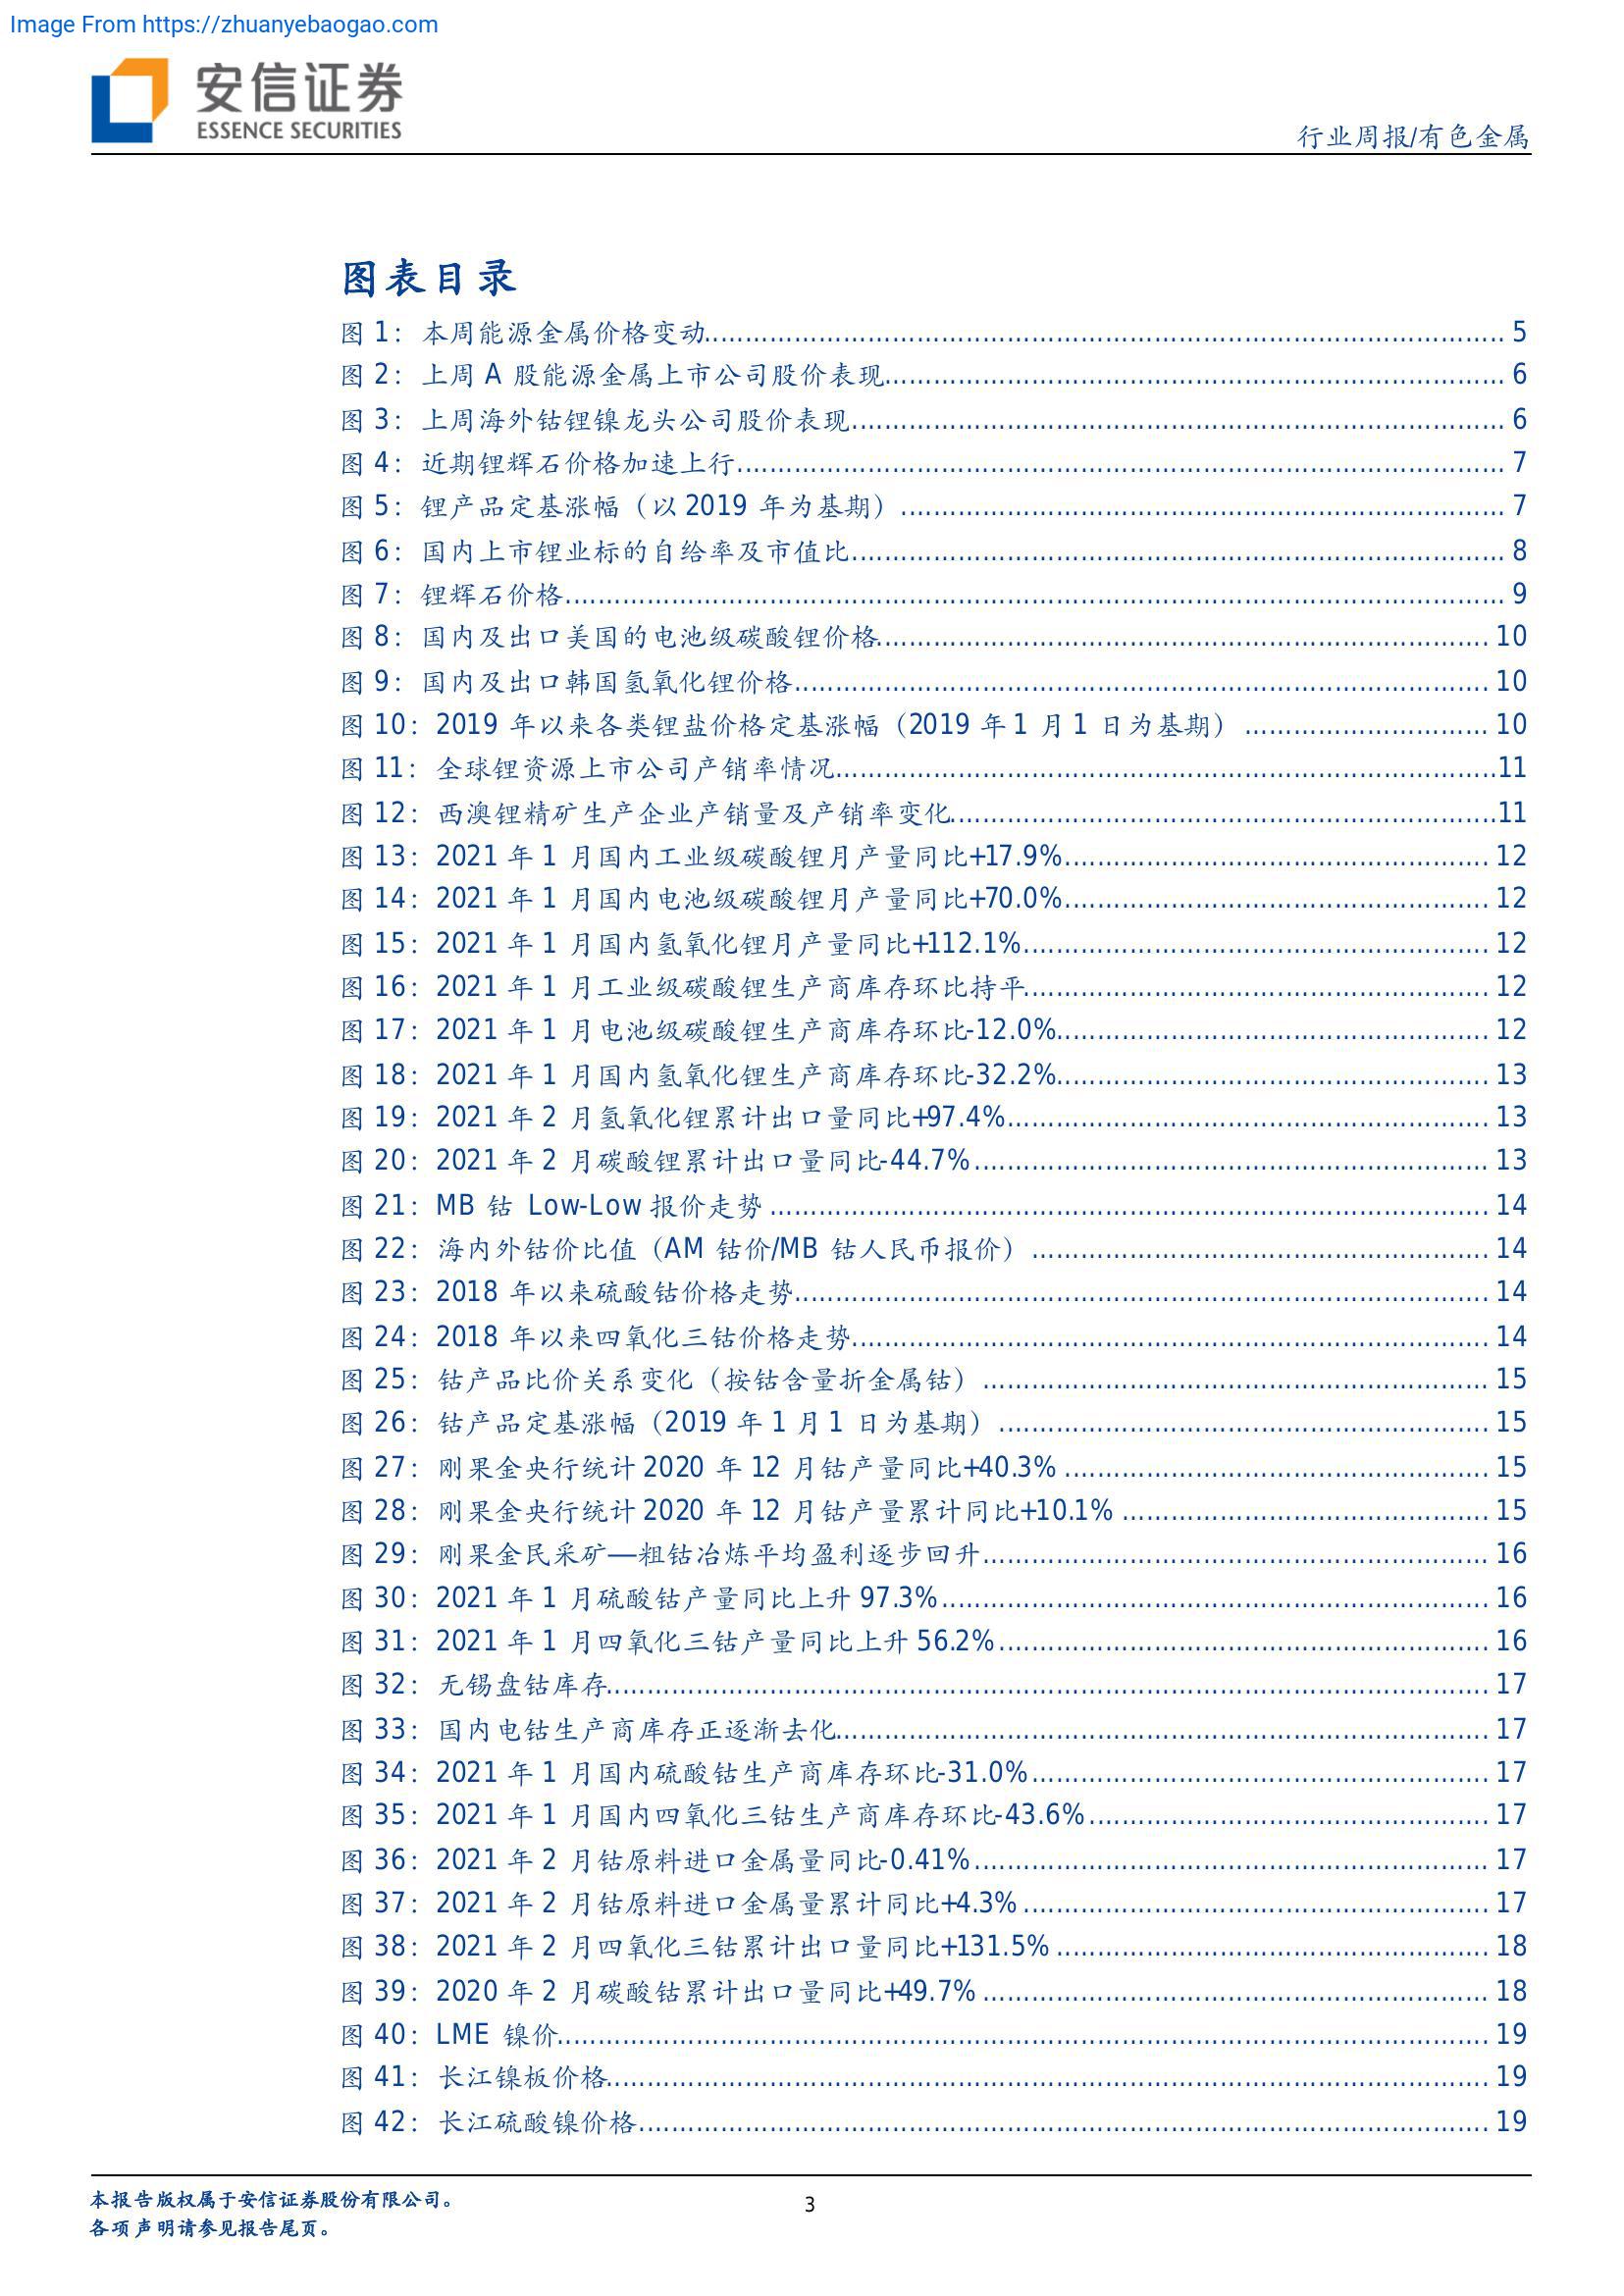 Image From https://zhuanyebaogao.com
安信证券
ESSENCE SECURITIES
行业周报/有色金属
图表目录
图 1：本周能源金属价格变动 5
图 2：上周 A 股能源金属上市公司股价表现 6
图 3：上周海外钴锂镍龙头公司股价表现 6
图 4：近期锂辉石价格加速上行 7
图 5：锂产品定基涨幅（以 2019 年为基期） 7
图 6：国内上市锂业标的自给率及市值比 8
图 7：锂辉石价格 9
图 8：国内及出口美国的电池级碳酸锂价格 10
图 9：国内及出口韩国氢氧化锂价格 10
图 10：2019 年以来各类锂盐价格定基涨幅（2019 年 1 月 1 日为基期） 10
图 11：全球锂资源上市公司产销率情况 11
图 12：西澳锂精矿生产企业产销量及产销率变化 11
图 13：2021 年 1 月国内工业级碳酸锂月产量同比+17.9% 12
图 14：2021 年 1 月国内电池级碳酸锂月产量同比+70.0% 12
图 15：2021 年 1 月国内氢氧化锂月产量同比+112.1% 12
图 16：2021 年 1 月工业级碳酸锂生产商库存环比持平 12
图 17：2021 年 1 月电池级碳酸锂生产商库存环比-12.0% 12
图 18：2021 年 1 月国内氢氧化锂生产商库存环比-32.2% 13
图 19：2021 年 2 月氢氧化锂累计出口量同比+97.4% 13
图 20：2021 年 2 月碳酸锂累计出口量同比-44.7% 13
图 21：MB 钴 Low-Low 报价走势 14
图 22：海内外钴价比值（AM 钴价/MB 钴人民币报价） 14
图 23：2018 年以来硫酸钴价格走势 14
图 24：2018 年以来四氧化三钴价格走势 14
图 25：钴产品比价关系变化（按钴含量折金属钴） 15
图 26：钴产品定基涨幅（2019 年 1 月 1 日为基期） 15
图 27：刚果金央行统计 2020 年 12 月钴产量同比+40.3% 15
图 28：刚果金央行统计 2020 年 12 月钴产量累计同比+10.1% 15
图 29：刚果金民采矿—粗钴冶炼平均盈利逐步回升 16
图 30：2021 年 1 月硫酸钴产量同比上升 97.3% 16
图 31：2021 年 1 月四氧化三钴产量同比上升 56.2% 16
图 32：无锡盘钴库存 17
图 33：国内电钴生产商库存正逐渐去化 17
图 34：2021 年 1 月国内硫酸钴生产商库存环比-31.0% 17
图 35：2021 年 1 月国内四氧化三钴生产商库存环比-43.6% 17
图 36：2021 年 2 月钴原料进口金属量同比-0.41% 17
图 37：2021 年 2 月钴原料进口金属量累计同比+4.3% 17
图 38：2021 年 2 月四氧化三钴累计出口量同比+131.5% 18
图 39：2020 年 2 月碳酸钴累计出口量同比+49.7% 18
图 40：LME 镍价 19
图 41：长江镍板价格 19
图 42：长江硫酸镍价格 19
本报告版权属于安信证券股份有限公司。
各项声明请参见报告尾页。
3